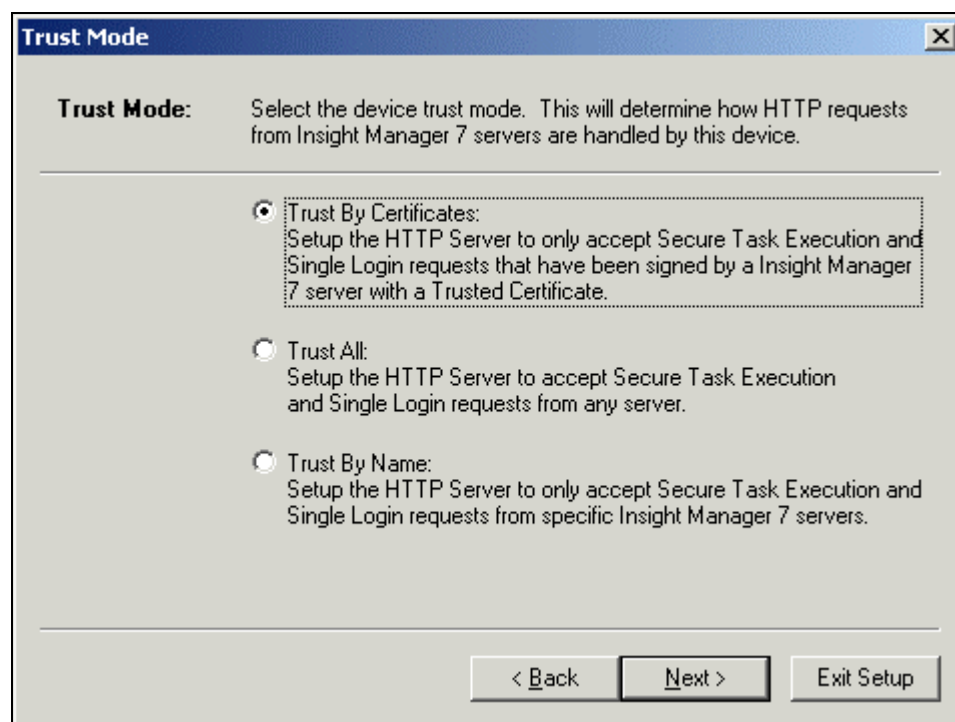 Trust Mode
Trust Mode:
Select the device trust mode.  This will determine how HTTP requests
from Insight Manager 7 servers are handled by this device.
Trust By Certificates:
Setup the HTTP Server to only accept Secure Task Execution and
Single Login requests that have been signed by a Insight Manager
7 server with a Trusted Certificate.
Trust All:
Setup the HTTP Server to accept Secure Task Execution
and Single Login requests from any server.
Trust By Name:
Setup the HTTP Server to only accept Secure Task Execution and
Single Login requests from specific Insight Manager 7 servers.
< Back
Next >
Exit Setup